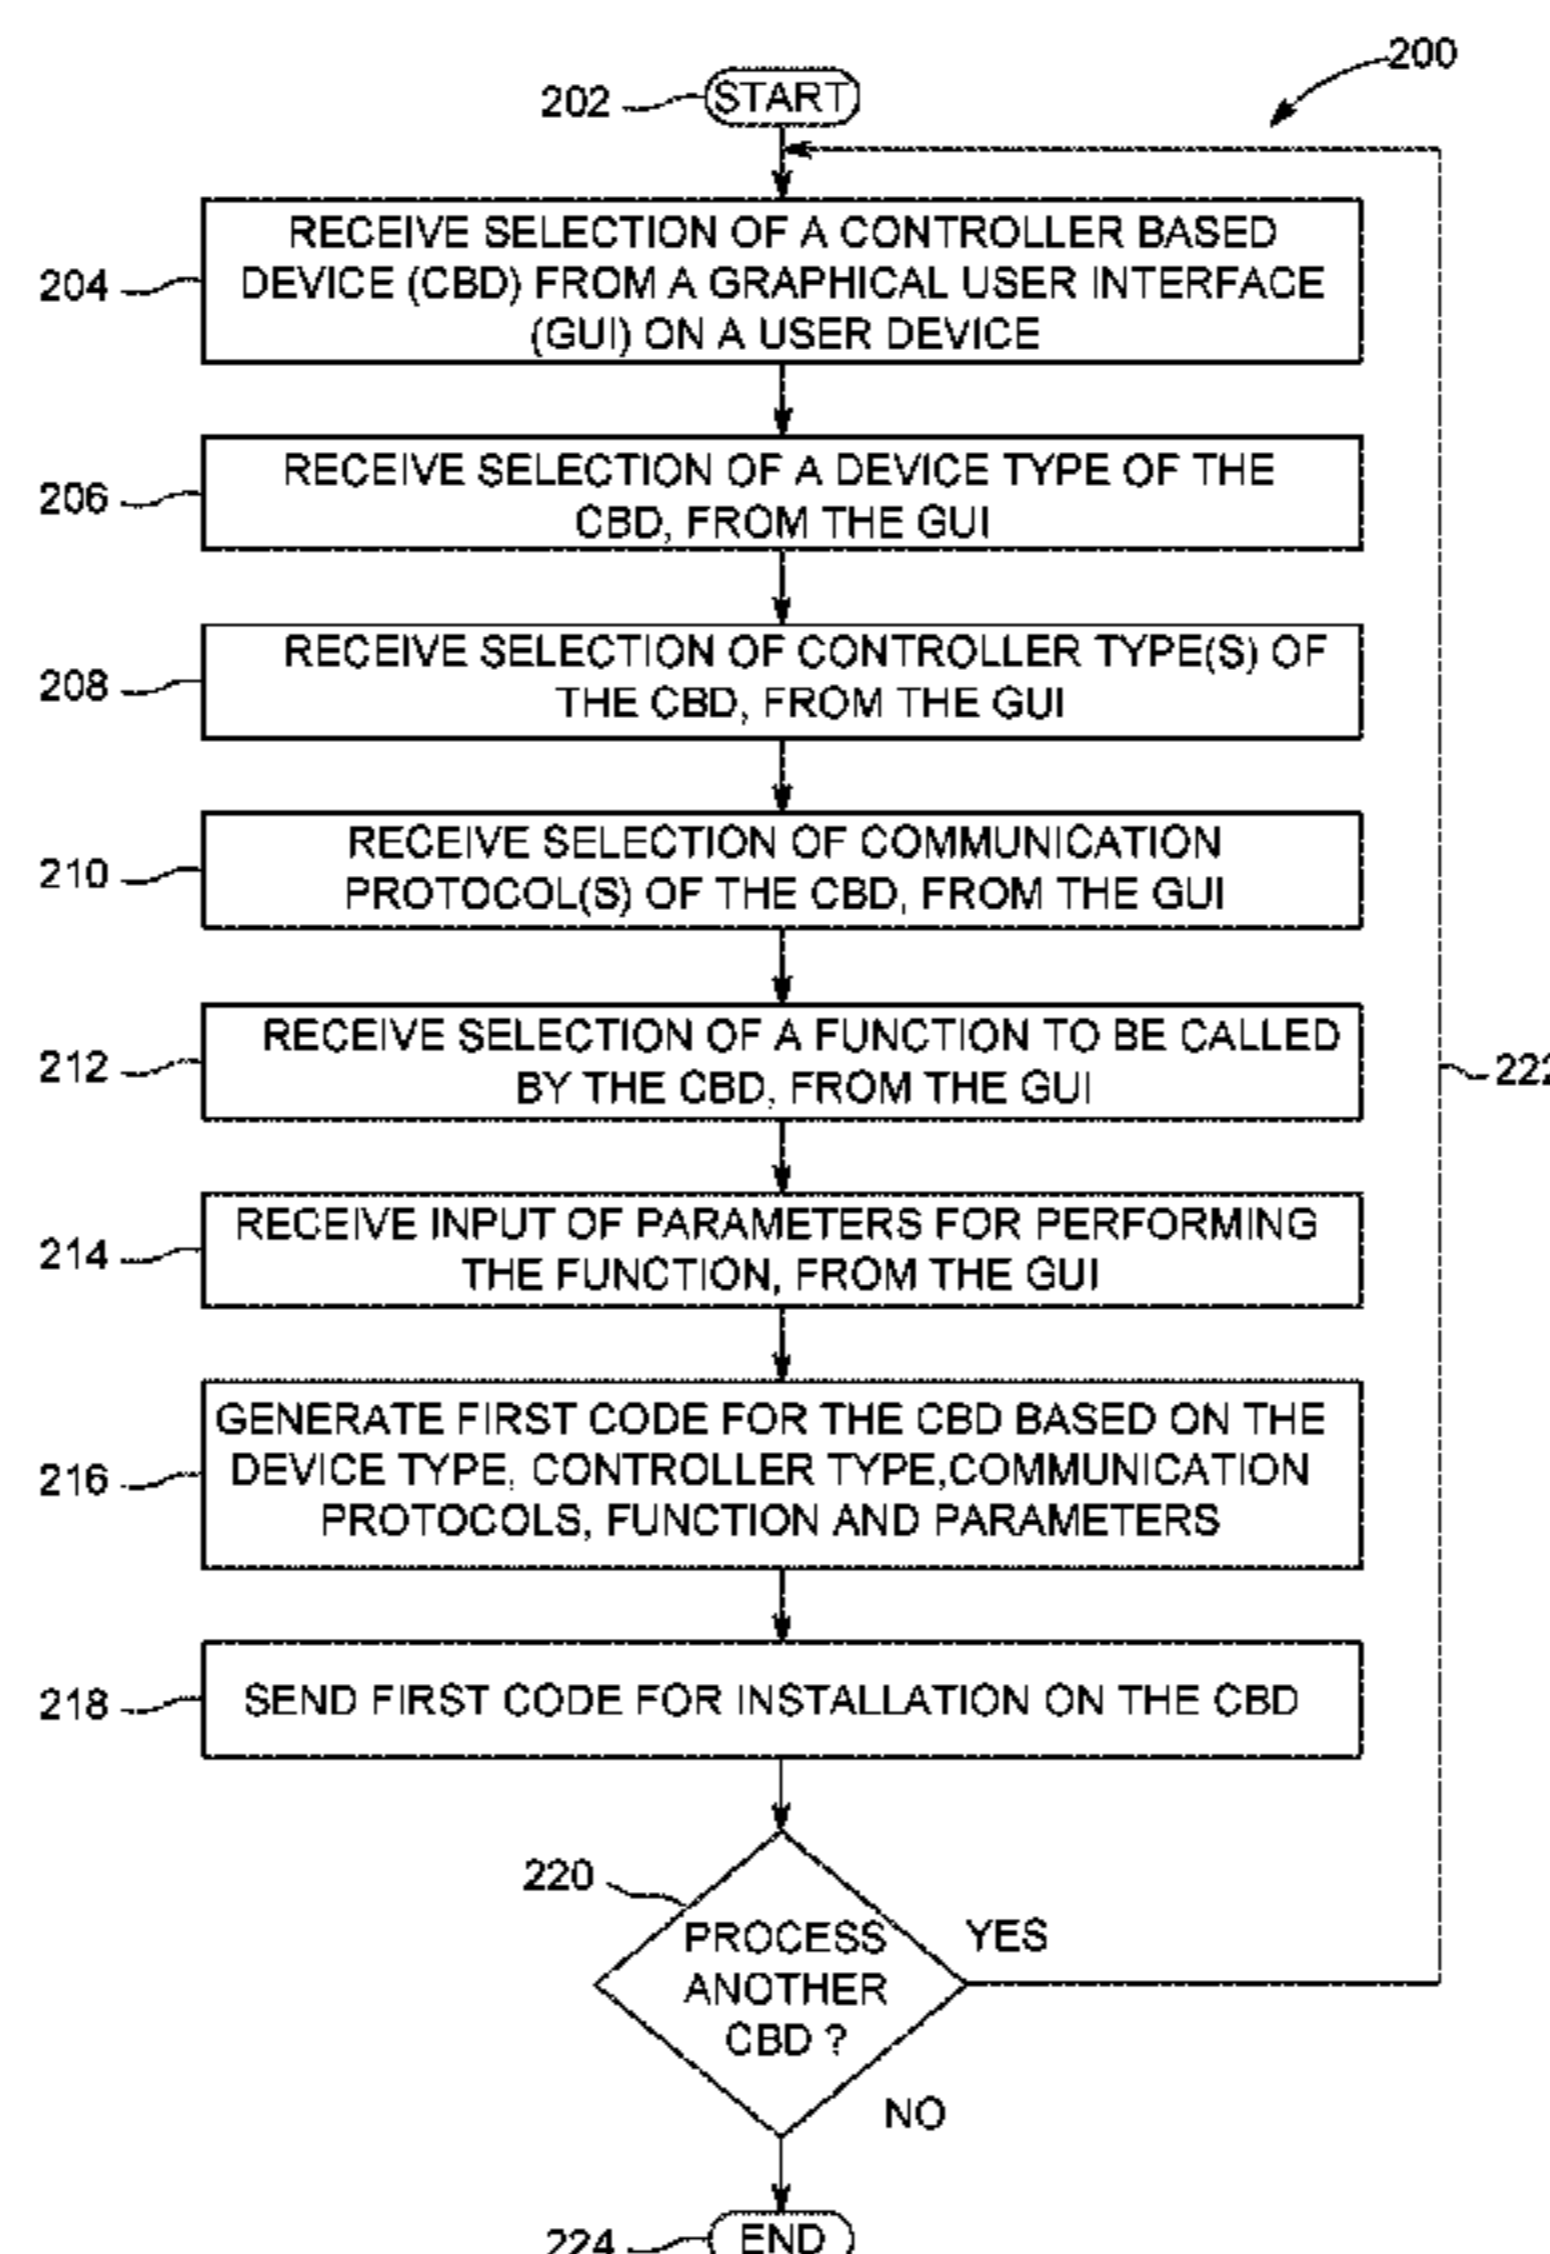 200
202
START
204
RECEIVE SELECTION OF A CONTROLLER BASED
DEVICE (CBD) FROM A GRAPHICAL USER INTERFACE
(GUI) ON A USER DEVICE
206
RECEIVE SELECTION OF A DEVICE TYPE OF THE
CBD, FROM THE GUI
208
RECEIVE SELECTION OF CONTROLLER TYPE(S) OF
THE CBD, FROM THE GUI
210
RECEIVE SELECTION OF COMMUNICATION
PROTOCOL(S) OF THE CBD, FROM THE GUI
212
RECEIVE SELECTION OF A FUNCTION TO BE CALLED
BY THE CBD, FROM THE GUI
222
214
RECEIVE INPUT OF PARAMETERS FOR PERFORMING
THE FUNCTION, FROM THE GUI
216
GENERATE FIRST CODE FOR THE CBD BASED ON THE
DEVICE TYPE, CONTROLLER TYPE,COMMUNICATION
PROTOCOLS, FUNCTION AND PARAMETERS
218
SEND FIRST CODE FOR INSTALLATION ON THE CBD
220
PROCESS
ANOTHER
CBD ?
YES
NO
224
END